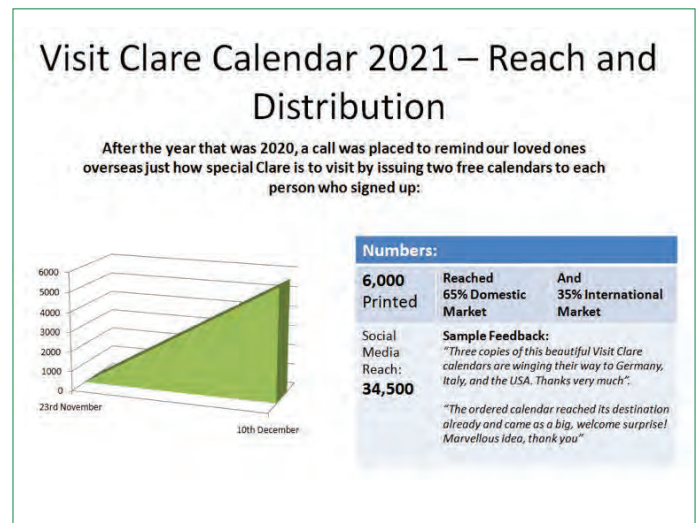 Visit Clare Calendar 2021 – Reach and
Distribution
After the year that was 2020, a call was placed to remind our loved ones
overseas just how special Clare is to visit by issuing two free calendars to each
person who signed up:
6000
5000
4000
3000
2000
1000
0
23rd November
10th December
Numbers:
6,000
Printed
Reached
65% Domestic
Market
And
35% International
Market
Social
Media
Reach:
34,500
Sample Feedback:
"Three copies of this beautiful Visit Clare
calendars are winging their way to Germany,
Italy, and the USA. Thanks very much".
"The ordered calendar reached its destination
already and came as a big, welcome surprise!
Marvellous idea, thank you"